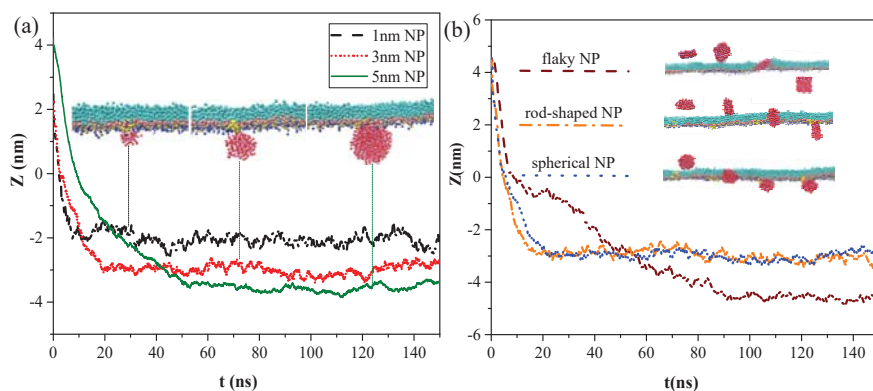 (a)
1nm NP
3nm NP
5nm NP
4
2
0
-2
-4
Z (nm)
0
20
40
60
80
100
120
140
t (ns)
(b)
flaky NP
rod-shaped NP
spherical NP
6
4
2
0
-2
-4
-6
Z(nm)
0
20
40
60
80
100
120
140
t(ns)